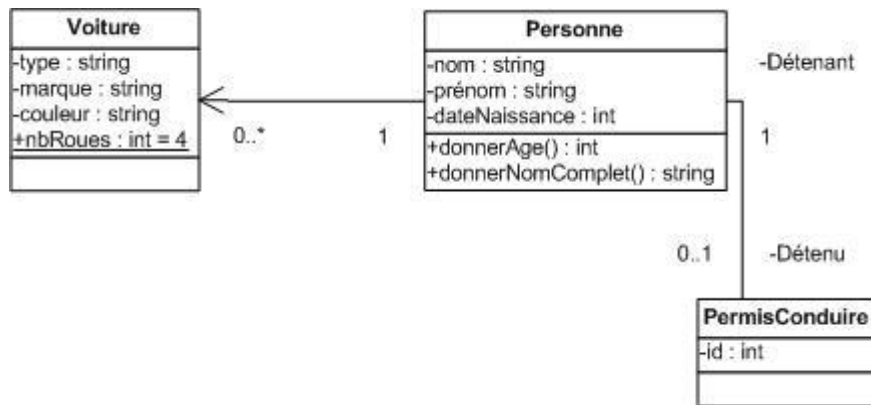 Voiture
-type : string
-marque : string
-couleur : string
+nbRoues : int = 4
0..*
1
Personne
-nom : string
-prénom : string
-dateNaissance : int
+donnerAge() : int
+donnerNomComplet() : string
-Détenant
1
0..1
-Détenu
PermisConduire
-id : int